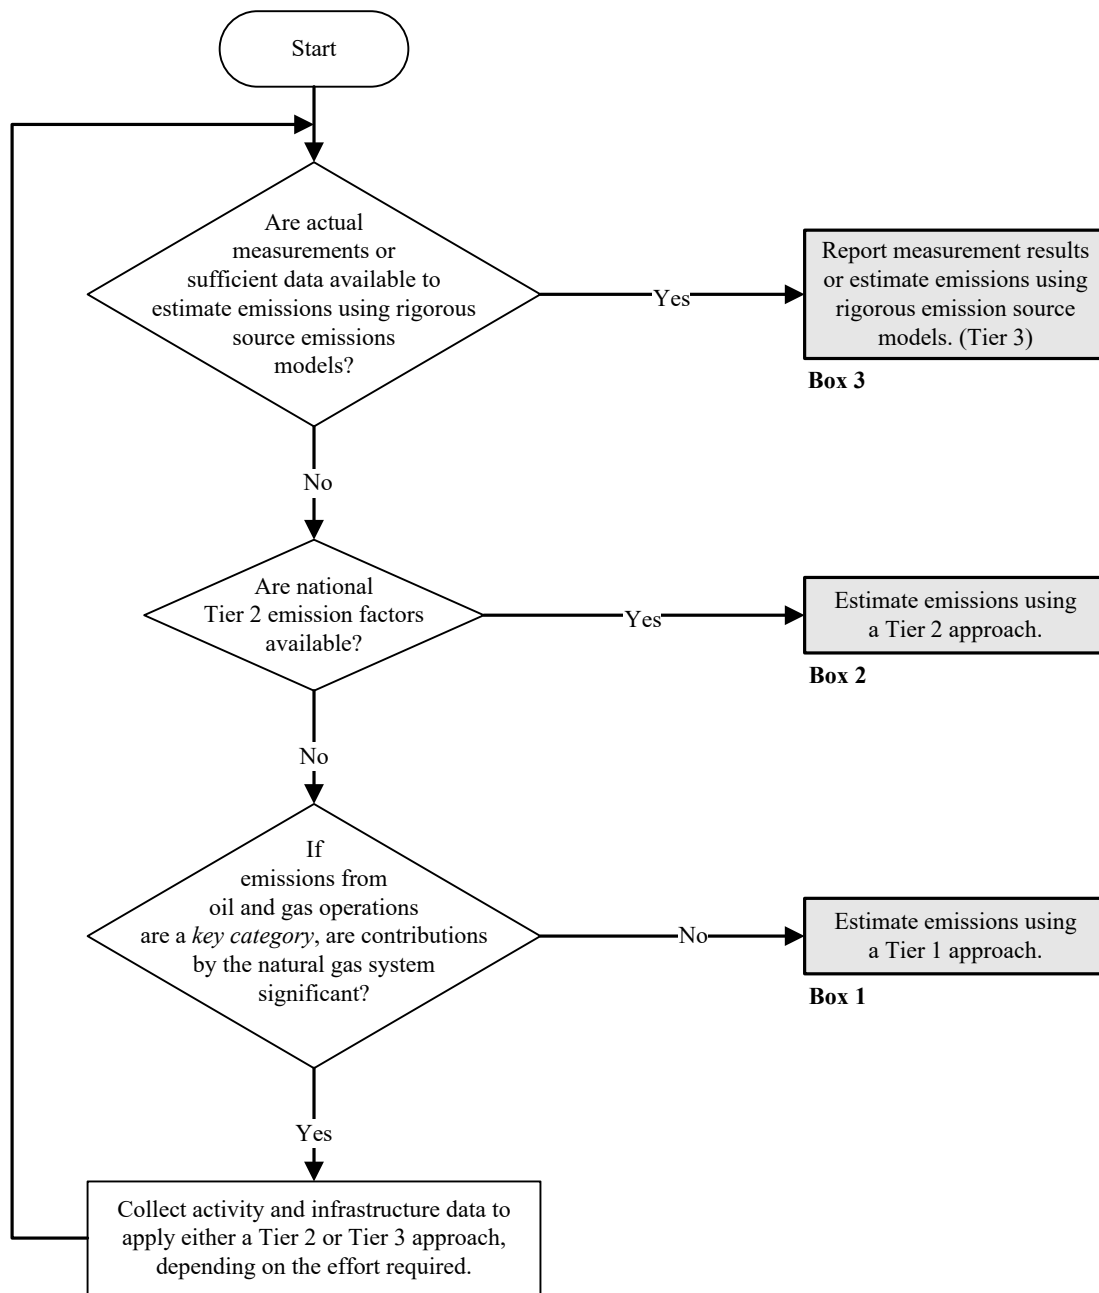 Start
Are actual
measurements or
sufficient data available to
estimate emissions using rigorous
source emissions
models?
Yes
Report measurement results
or estimate emissions using
rigorous emission source
models. (Tier 3)
Box 3
No
Are national
Tier 2 emission factors
available?
Yes
Estimate emissions using
a Tier 2 approach.
Box 2
No
If
emissions from
oil and gas operations
are a key category, are contributions
by the natural gas system
significant?
No
Estimate emissions using
a Tier 1 approach.
Box 1
Yes
Collect activity and infrastructure data to
apply either a Tier 2 or Tier 3 approach,
depending on the effort required.